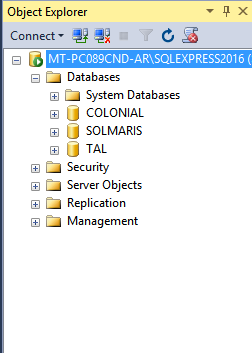 Object Explorer
Connect
MT-PC089CND-AR\SQLEXPRESS2016 (
Databases
System Databases
COLONIAL
SOLMARIS
TAL
Security
Server Objects
Replication
Management